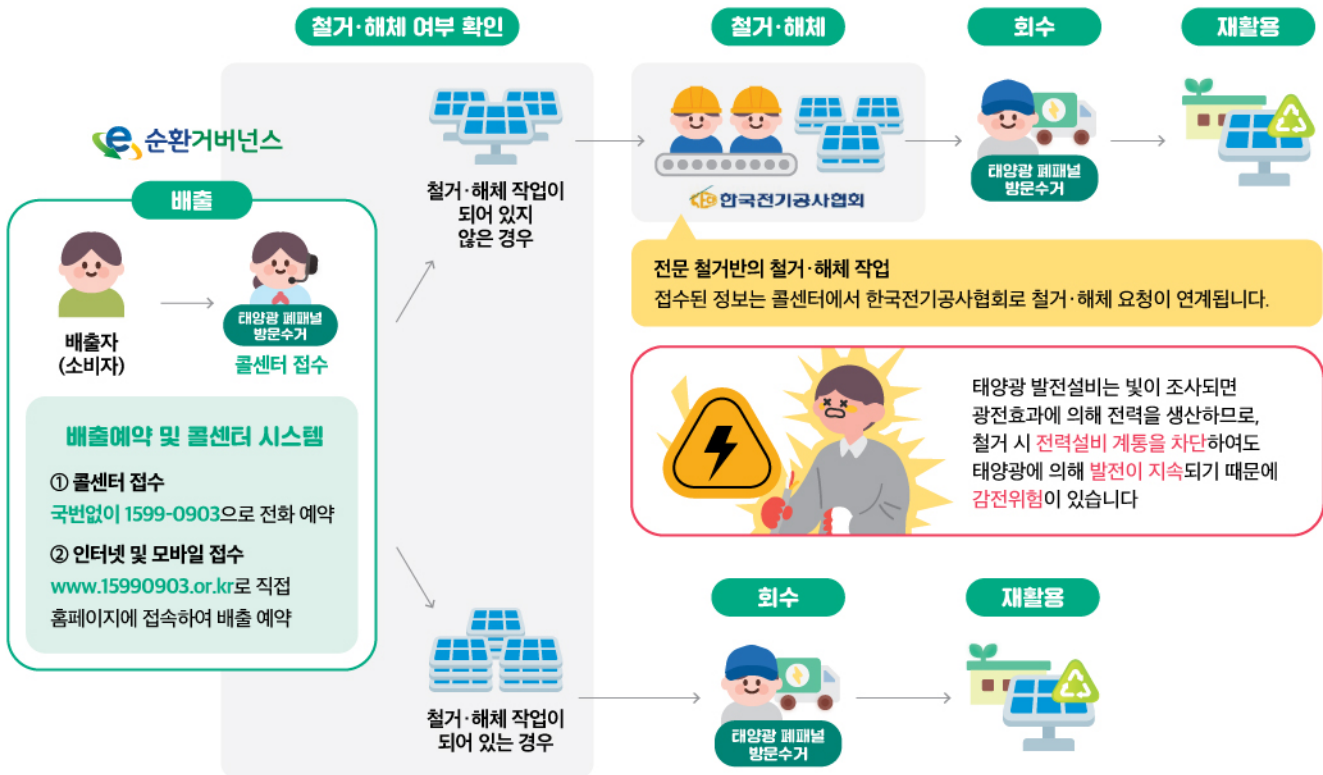 철거·해체 여부 확인
철거·해체
회수
재활용
e 순환거버넌스
배출
배출자
(소비자)
태양광 폐패널
방문수거
콜센터 접수
배출예약 및 콜센터 시스템
① 콜센터 접수
국번없이 1599-0903으로 전화 예약
② 인터넷 및 모바일 접수
www.15990903.or.kr로 직접
홈페이지에 접속하여 배출 예약
철거·해체 작업이
되어 있지
않은 경우
한국전기공사협회
태양광 폐패널
방문수거
전문 철거반의 철거·해체 작업
접수된 정보는 콜센터에서 한국전기공사협회로 철거·해체 요청이 연계됩니다.
태양광 발전설비는 빛이 조사되면
광전효과에 의해 전력을 생산하므로,
철거 시 전력설비 계통을 차단하여도
태양광에 의해 발전이 지속되기 때문에
감전위험이 있습니다
철거·해체 작업이
되어 있는 경우
회수
재활용
태양광 폐패널
방문수거